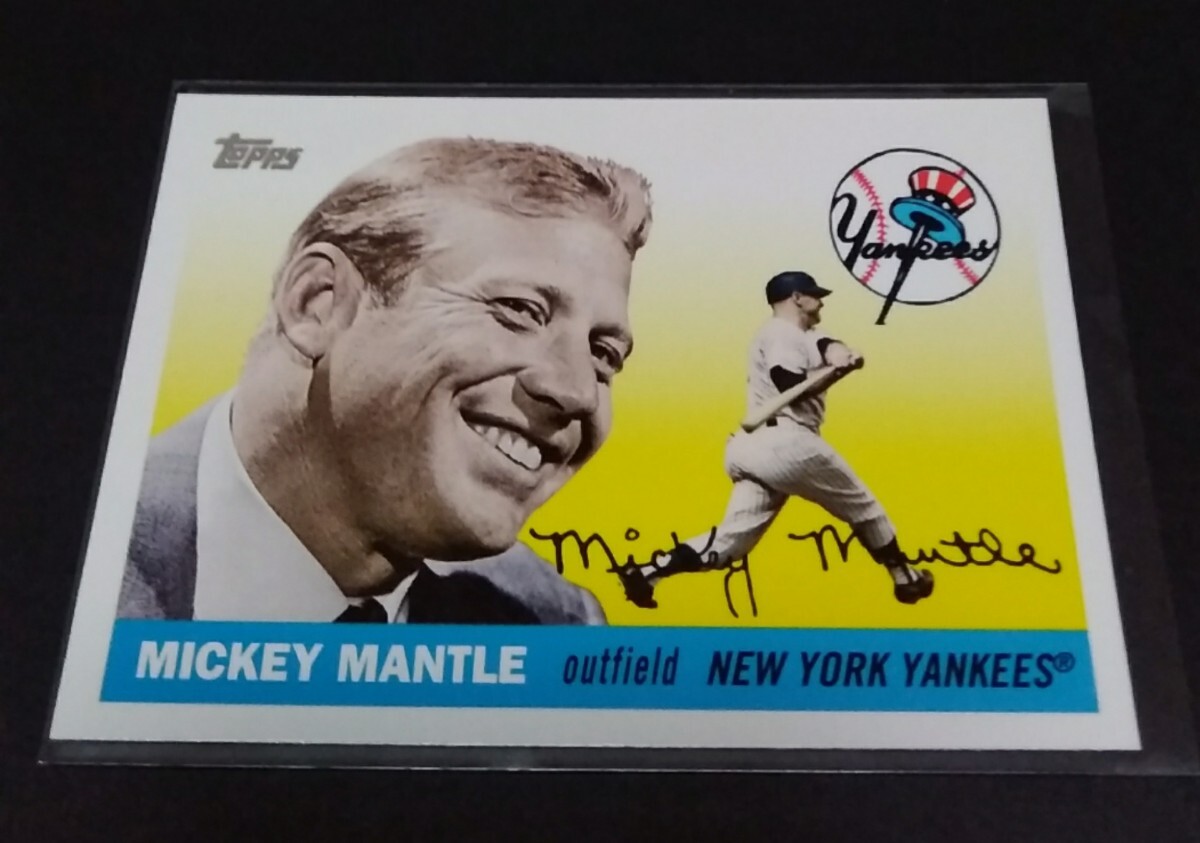 Topps
Yankees
Mickey Mantle
MICKEY MANTLE outfield NEW YORK YANKEES®